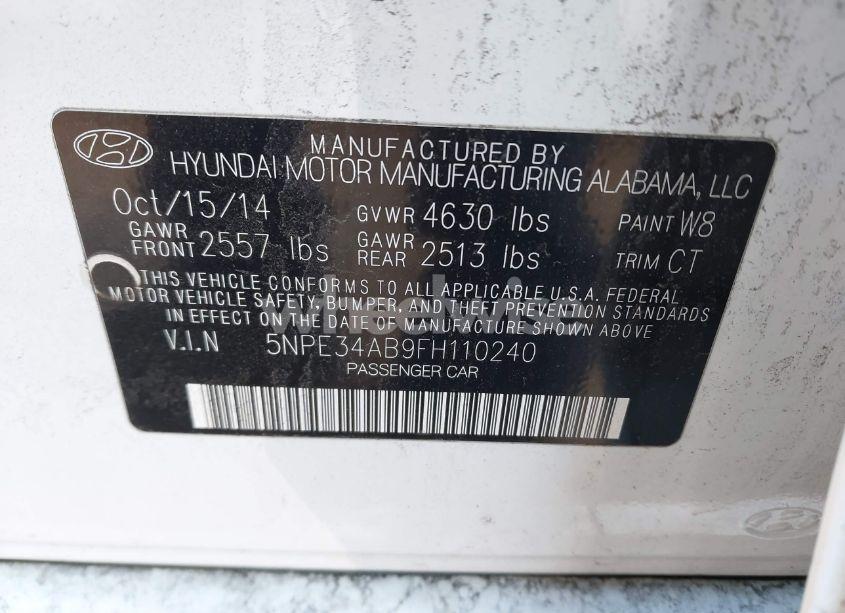 MANUFACTURED BY
HYUNDAI MOTOR MANUFACTURING ALABAMA, LLC
Oct/15/14 GVWR 4630 lbs PAINT W8
GAWR FRONT 2557 lbs GAWR REAR 2513 lbs TRIM CT
THIS VEHICLE CONFORMS TO ALL APPLICABLE U.S.A. FEDERAL
MOTOR VEHICLE SAFETY, BUMPER, AND THEFT PREVENTION STANDARDS
IN EFFECT ON THE DATE OF MANUFACTURE SHOWN ABOVE
V.I.N 5NPE34AB9FH110240
PASSENGER CAR